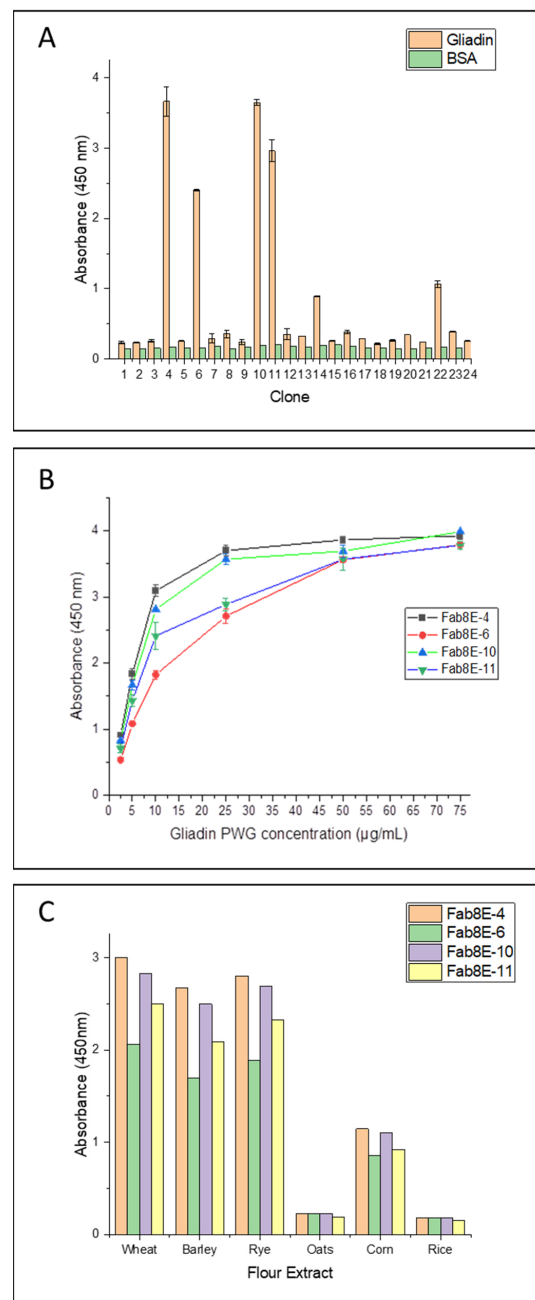 A
Gliadin
BSA
4
3
2
1
0
Absorbance (450 nm)
1 2 3 4 5 6 7 8 9 10 11 12 13 14 15 16 17 18 19 20 21 22 23 24
Clone
B
4
3
2
1
0
Absorbance (450 nm)
Fab8E-4
Fab8E-6
Fab8E-10
Fab8E-11
0 5 10 15 20 25 30 35 40 45 50 55 60 65 70 75
Gliadin PWG concentration (µg/mL)
C
Fab8E-4
Fab8E-6
Fab8E-10
Fab8E-11
3
2
1
0
Absorbance (450nm)
Wheat Barley Rye Oats Corn Rice
Flour Extract